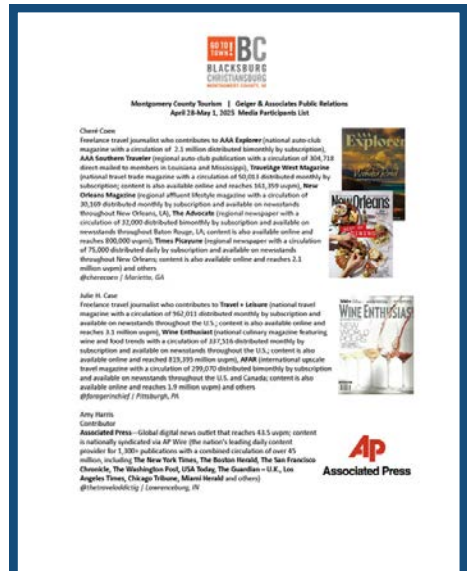 GO TO TOWN! BC
BLACKSBURG
CHRISTIANSBURG
MONTGOMERY COUNTY, VA
Montgomery County Tourism | Geiger & Associates Public Relations
April 28-May 1, 2025 Media Participants List
Cheré Coen
Freelance travel journalist who contributes to AAA Explorer (national auto-club
magazine with a circulation of 2.1 million distributed bimonthly by subscription),
AAA Southern Traveler (regional auto-club publication with a circulation of 304,718
direct mailed to members in Louisiana and Mississippi), TravelAge West Magazine
(national travel trade magazine with a circulation of 50,013 distributed monthly by
subscription; content is also available online and reaches 161,359 uvpm), New
Orleans Magazine (regional affluent lifestyle magazine with a circulation of
30,169 distributed monthly by subscription and available on newsstands
throughout New Orleans, LA), The Advocate (regional newspaper with a
circulation of 32,000 distributed monthly by subscription and available on
newsstands throughout Baton Rouge, LA; content is also available online and
reaches 800,000 uvpm); Times Picayune (regional newspaper with a circulation
of 75,000 distributed daily by subscription and available on newsstands
throughout New Orleans; content is also available online and reaches 2.1
million uvpm) and others
@cherecoen | Marietta, GA
Explorer
New Orleans
Julie H. Case
Freelance travel journalist who contributes to Travel + Leisure (national travel
magazine with a circulation of 962,011 distributed monthly by subscription and
available on newsstands throughout the U.S.; content is also available online and
reaches 3.1 million uvpm), Wine Enthusiast (national culinary magazine featuring
wine and food trends with a circulation of 337,516 distributed monthly by
subscription and available on newsstands throughout the U.S.; content is also
available online and reaches 819,395 million uvpm), AFAR (international upscale
travel magazine with a circulation of 299,070 distributed bimonthly by subscription
and available on newsstands throughout the U.S. and Canada; content is also
available online and reaches 1.9 million uvpm) and others
@foragerinchief | Pittsburgh, PA
WINE ENTHUSIAST
NEW
WORLD
Amy Harris
Contributor
Associated Press—Global digital news outlet that reaches 43.5 uvpm; content
is nationally syndicated via AP Wire (the nation's leading daily content
provider for 1,300+ publications with a combined circulation of over 45
million, including The New York Times, The Boston Herald, The San Francisco
Chronicle, The Washington Post, USA Today, The Guardian – U.K., Los
Angeles Times, Chicago Tribune, Miami Herald and others)
@thetraveladdictig | Lawrenceburg, IN
AP
Associated Press